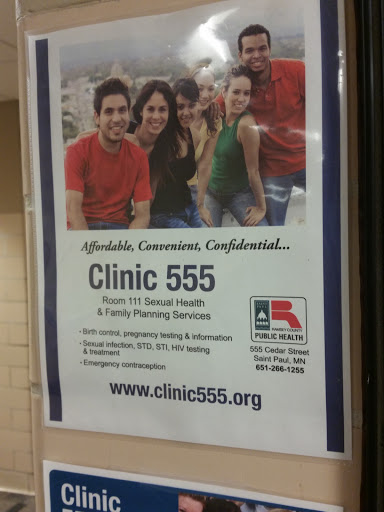 Affordable, Convenient, Confidential...
Clinic 555
Room 111 Sexual Health
& Family Planning Services
· Birth control, pregnancy testing & information
· Sexual infection, STD, STI, HIV testing
& treatment
· Emergency contraception
RAMSEY COUNTY
PUBLIC HEALTH
555 Cedar Street
Saint Paul, MN
651-266-1255
www.clinic555.org
Clinic